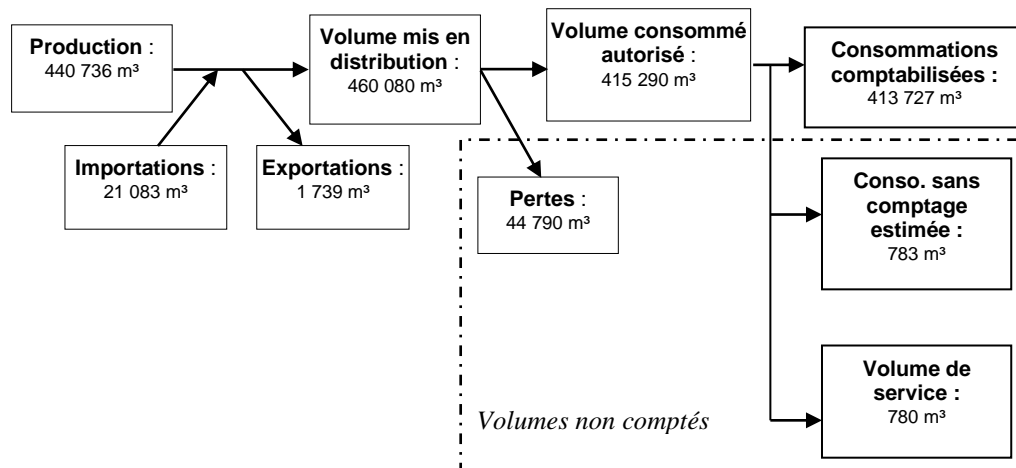 Production :
440 736 m³
Volume mis en
distribution :
460 080 m³
Volume consommé
autorisé :
415 290 m³
Consommations
comptabilisées :
413 727 m³
Importations :
21 083 m³
Exportations :
1 739 m³
Pertes :
44 790 m³
Conso. sans
comptage
estimée :
783 m³
Volume de
service :
780 m³
Volumes non comptés